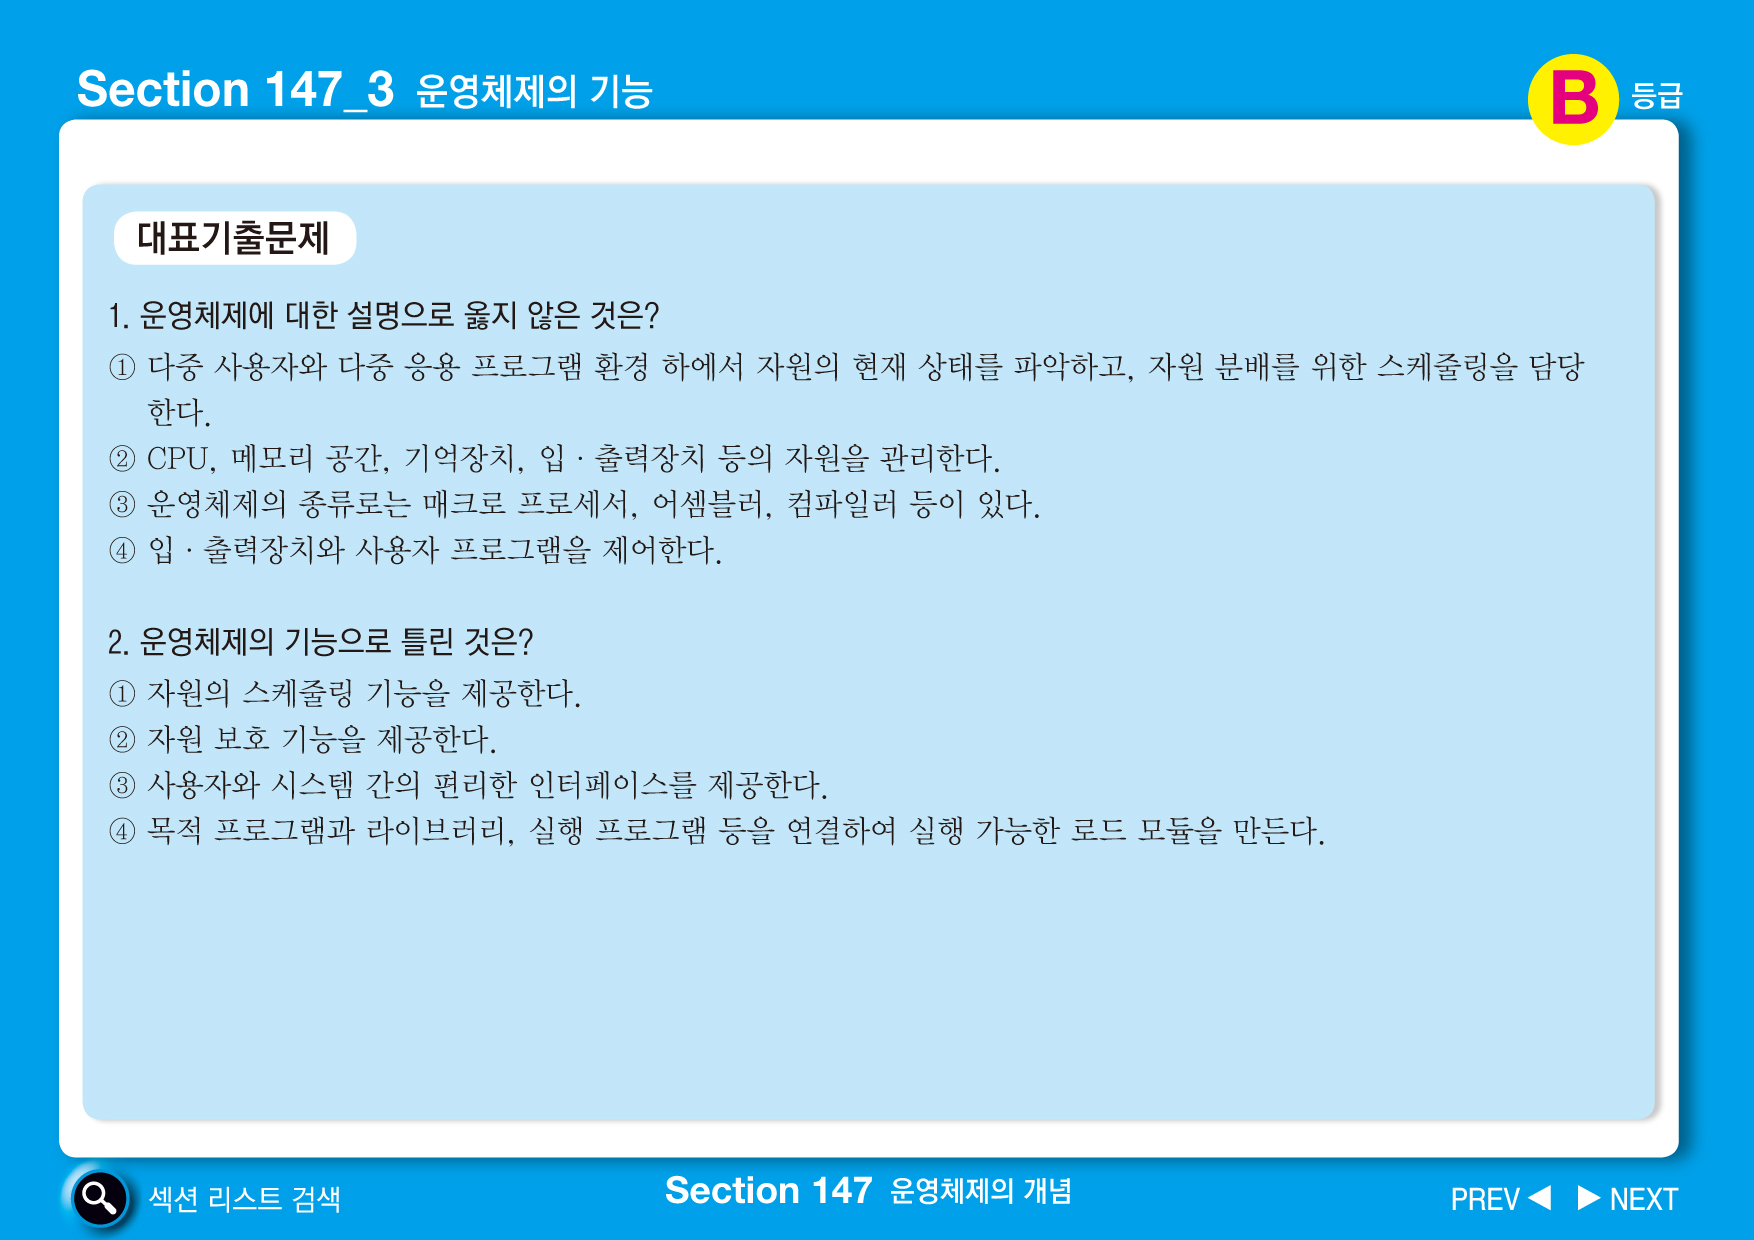 Section 147_3 운영체제의 기능
B 등급
대표기출문제
1. 운영체제에 대한 설명으로 옳지 않은 것은?
① 다중 사용자와 다중 응용 프로그램 환경 하에서 자원의 현재 상태를 파악하고, 자원 분배를 위한 스케줄링을 담당
한다.
② CPU, 메모리 공간, 기억장치, 입 · 출력장치 등의 자원을 관리한다.
③ 운영체제의 종류로는 매크로 프로세서, 어셈블러, 컴파일러 등이 있다.
④ 입 · 출력장치와 사용자 프로그램을 제어한다.
2. 운영체제의 기능으로 틀린 것은?
① 자원의 스케줄링 기능을 제공한다.
② 자원 보호 기능을 제공한다.
③ 사용자와 시스템 간의 편리한 인터페이스를 제공한다.
④ 목적 프로그램과 라이브러리, 실행 프로그램 등을 연결하여 실행 가능한 로드 모듈을 만든다.
섹션 리스트 검색
Section 147 운영체제의 개념
PREV ◀ ▶ NEXT